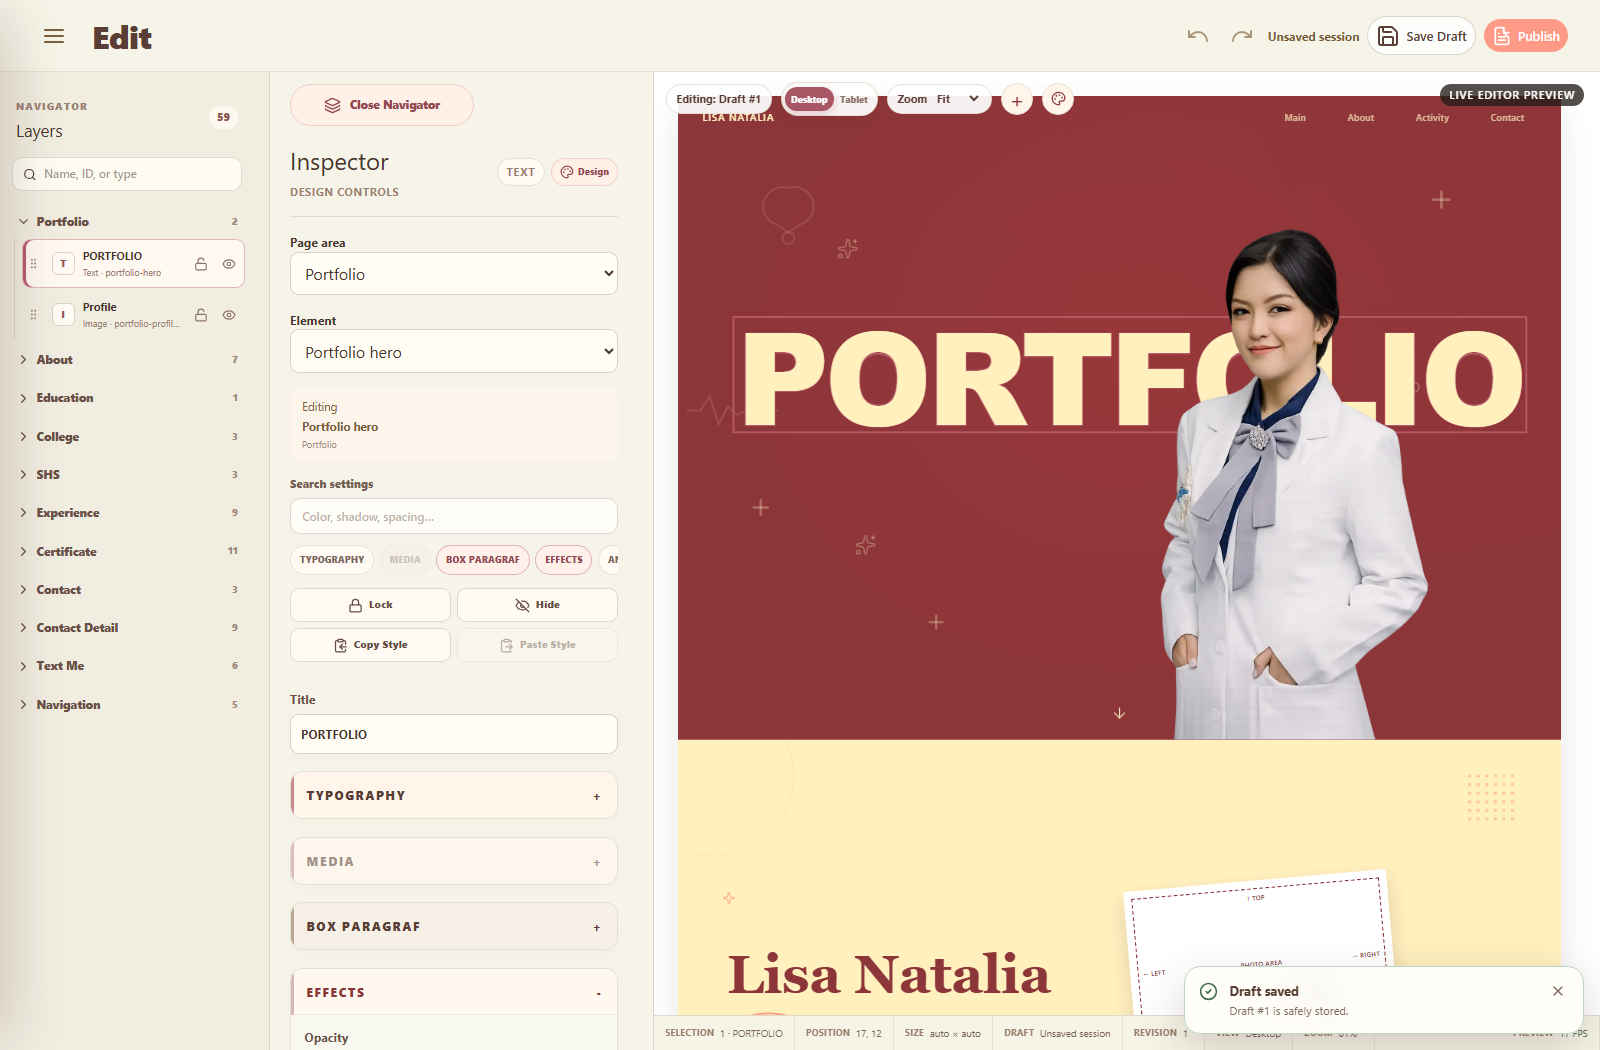 Edit
Unsaved session
Save Draft
Publish
NAVIGATOR
Layers
59
Name, ID, or type
Portfolio 2
T PORTFOLIO
Text · portfolio-hero
I Profile
Image · portfolio-profil...
About 7
Education 1
College 3
SHS 3
Experience 9
Certificate 11
Contact 3
Contact Detail 9
Text Me 6
Navigation 5
Close Navigator
Inspector
DESIGN CONTROLS
TEXT
Design
Page area
Portfolio
Element
Portfolio hero
Editing
Portfolio hero
Portfolio
Search settings
Color, shadow, spacing...
TYPOGRAPHY MEDIA BOX PARAGRAF EFFECTS
Lock Hide
Copy Style Paste Style
Title
PORTFOLIO
TYPOGRAPHY +
MEDIA +
BOX PARAGRAF +
EFFECTS -
Opacity
Editing: Draft #1
Desktop Tablet
Zoom Fit
+
LIVE EDITOR PREVIEW
LISA NATALIA
Main About Activity Contact
PORTFOLIO
↑ TOP
← LEFT
PHOTO AREA
→ RIGHT
Lisa Natalia
Draft saved
Draft #1 is safely stored.
SELECTION 1 · PORTFOLIO
POSITION 17, 12
SIZE auto × auto
DRAFT Unsaved session
REVISION 1